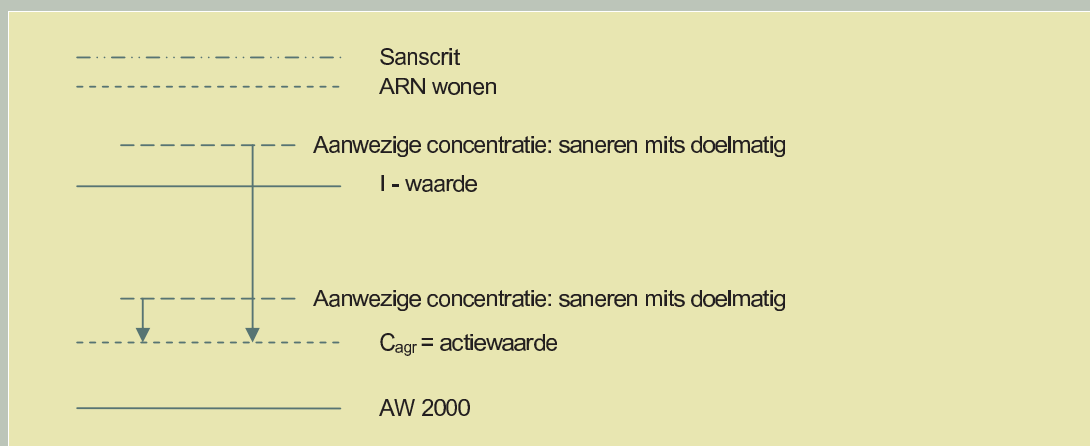 Sanscrit
ARN wonen
Aanwezige concentratie: saneren mits doelmatig
I - waarde
Aanwezige concentratie: saneren mits doelmatig
Cagr = actiewaarde
AW 2000